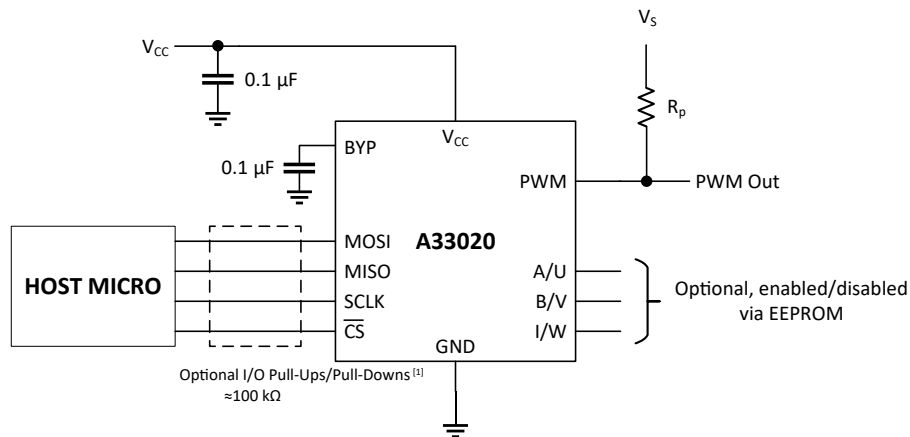 V_S
V_CC
0.1 µF
R_p
V_CC
BYP
0.1 µF
PWM
PWM Out
A33020
MOSI
MISO
SCLK
CS
HOST MICRO
A/U
B/V
I/W
Optional, enabled/disabled
via EEPROM
GND
Optional I/O Pull-Ups/Pull-Downs [1]
≈100 kΩ